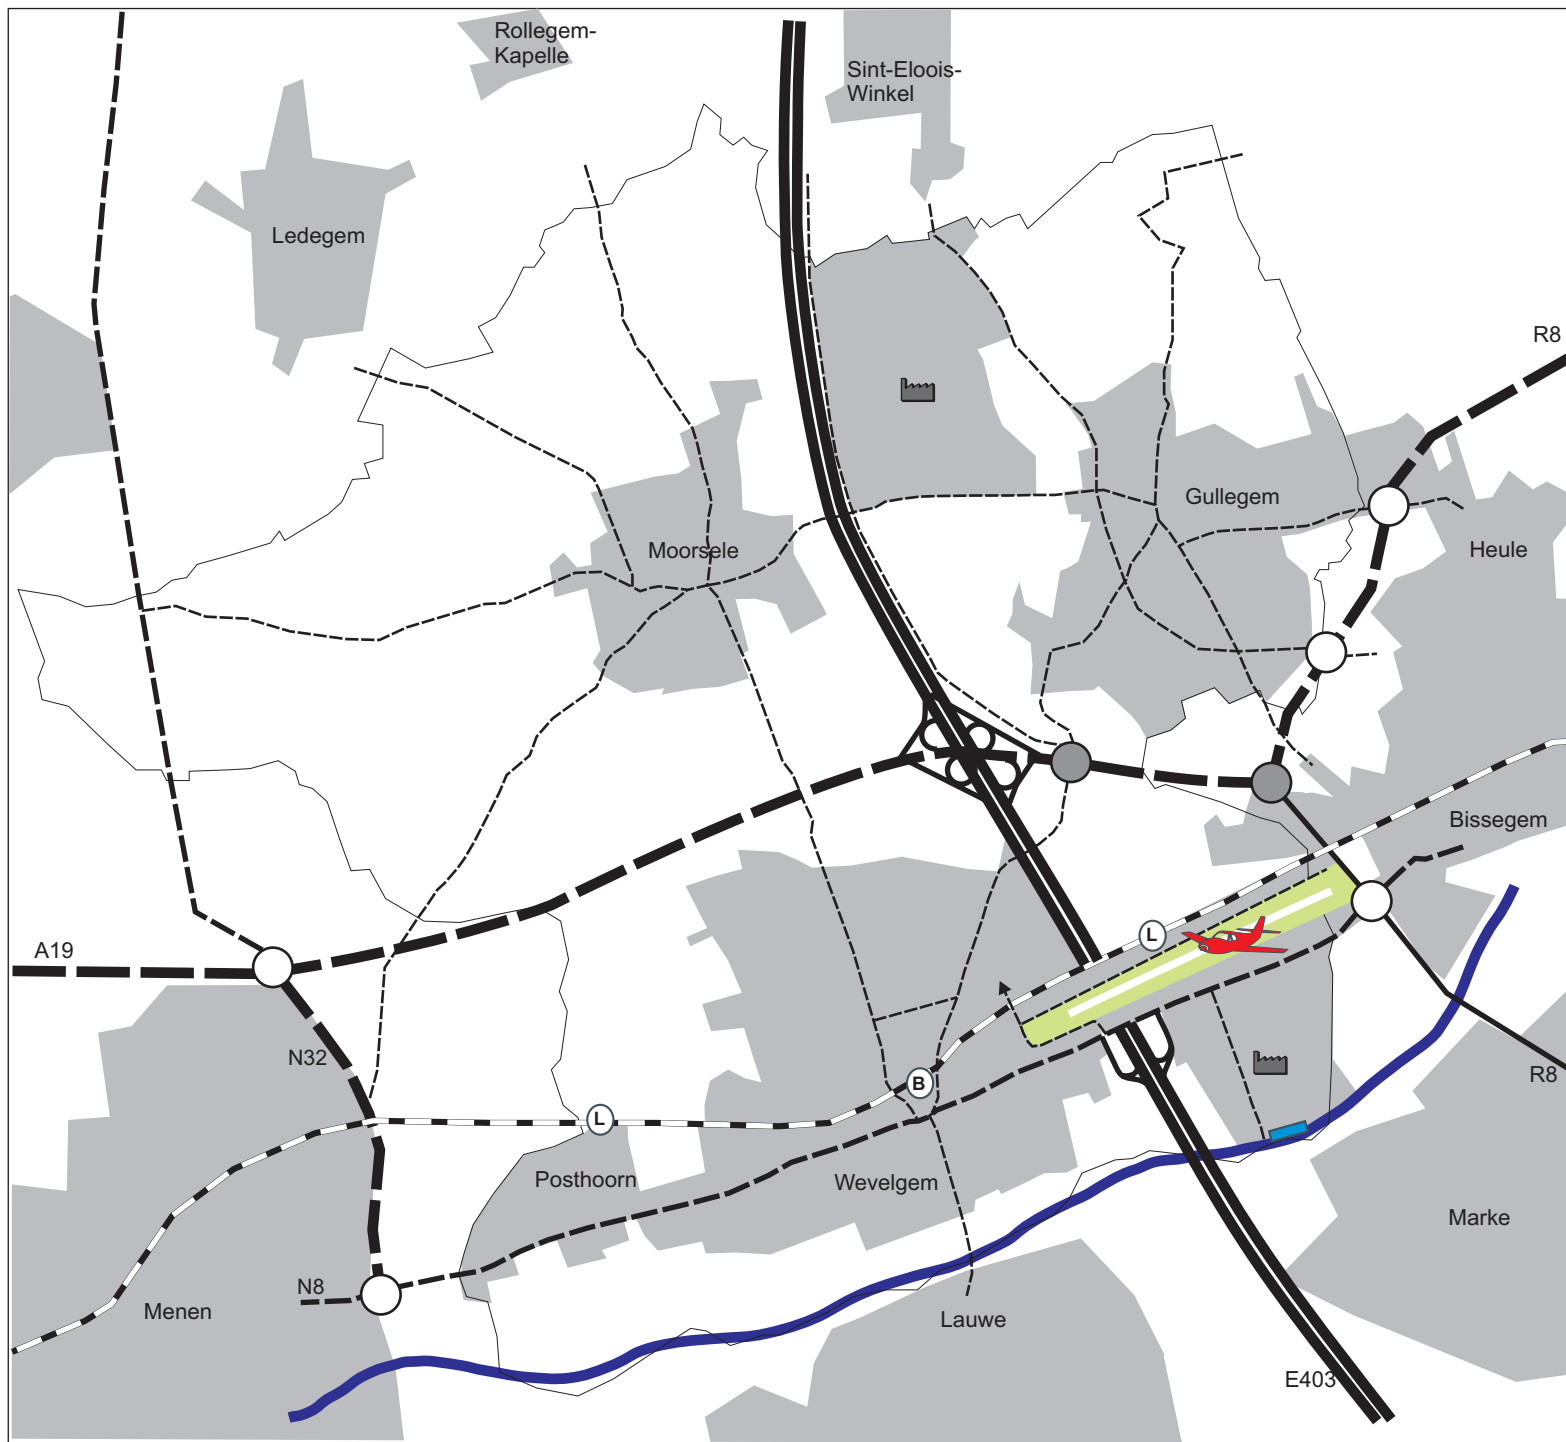 Rollegem-
Kapelle
Sint-Eloois-
Winkel
Ledegem
R8
Gullegem
Moorsele
Heule
Bissegem
L
A19
N32
B
R8
L
Posthoorn
Wevelgem
Marke
N8
Menen
Lauwe
E403